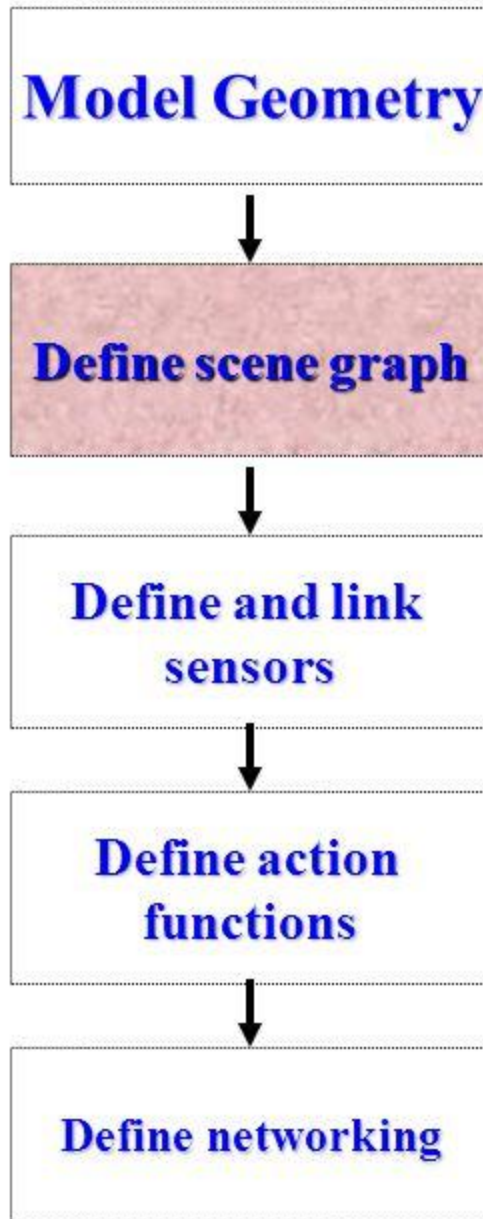 Model Geometry
Define scene graph
Define and link
sensors
Define action
functions
Define networking